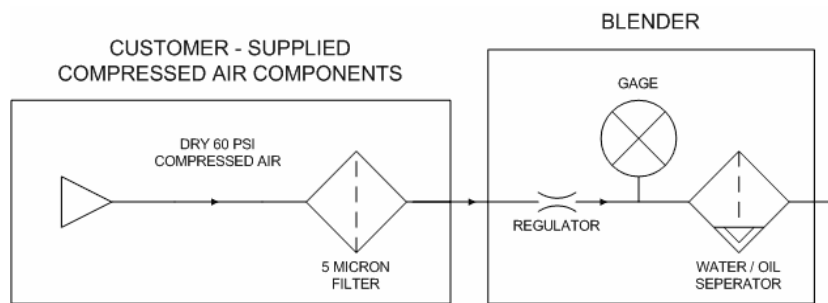 CUSTOMER - SUPPLIED
COMPRESSED AIR COMPONENTS
DRY 60 PSI
COMPRESSED AIR
5 MICRON
FILTER
BLENDER
GAGE
REGULATOR
WATER / OIL
SEPERATOR